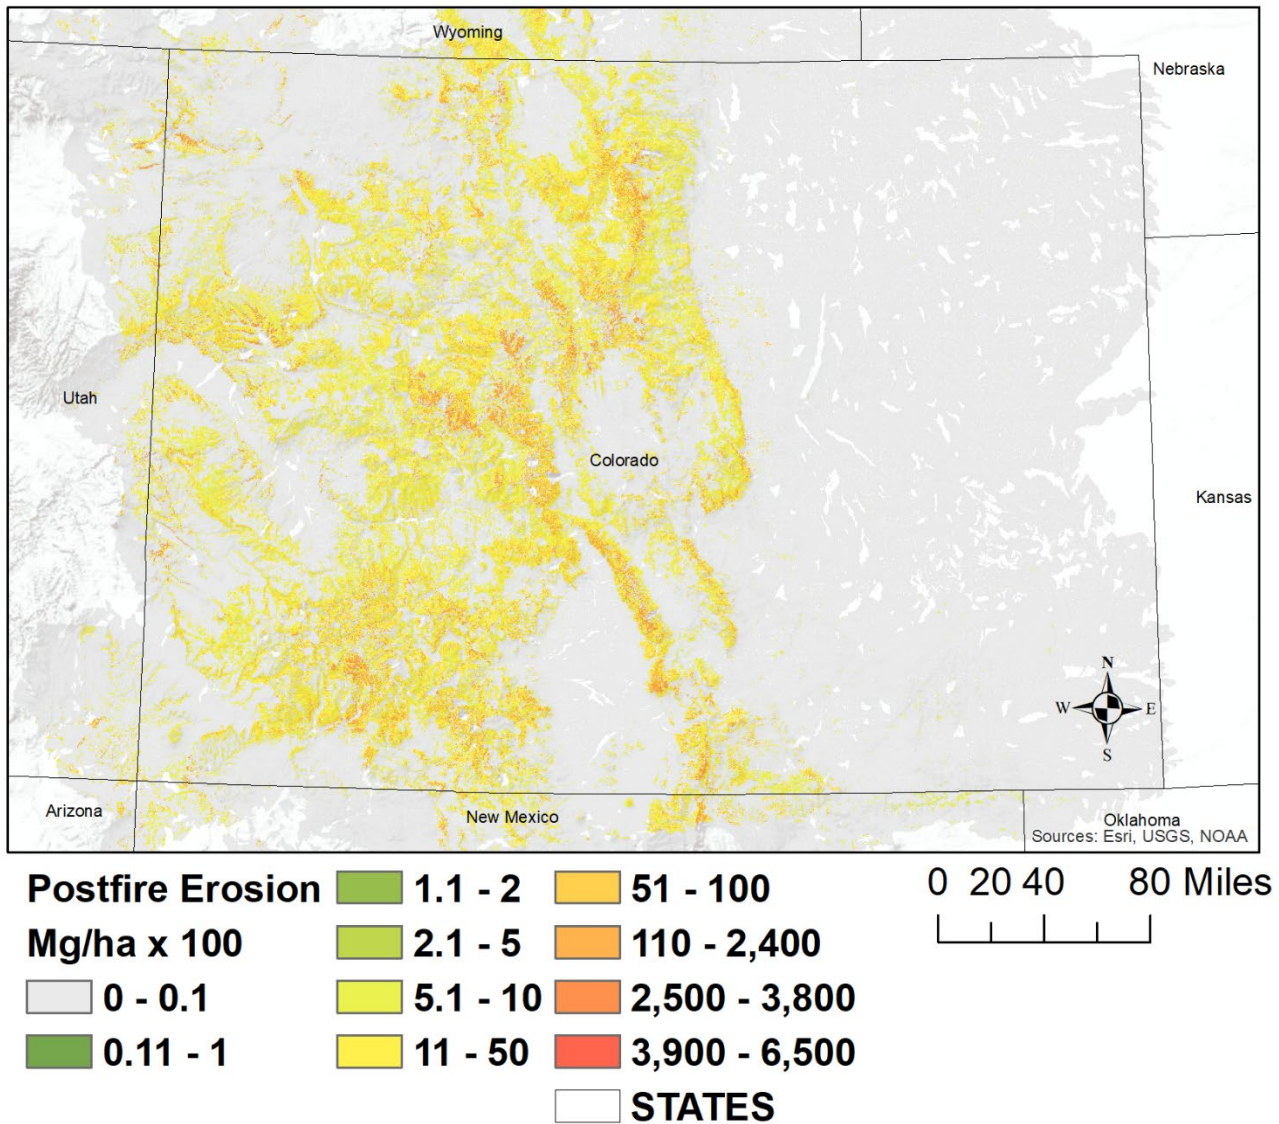 Wyoming
Nebraska
Utah
Colorado
Kansas
N
W E
S
Arizona
New Mexico
Oklahoma
Sources: Esri, USGS, NOAA
Postfire Erosion
Mg/ha x 100
0 - 0.1
0.11 - 1
1.1 - 2
2.1 - 5
5.1 - 10
11 - 50
51 - 100
110 - 2,400
2,500 - 3,800
3,900 - 6,500
STATES
0 20 40 80 Miles